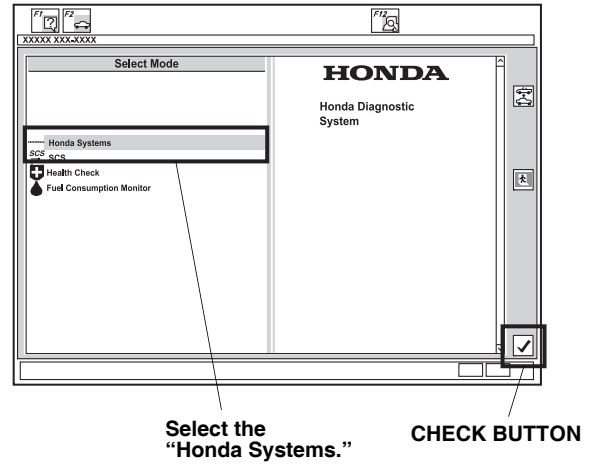 F1 F2 F12
XXXXX XXX-XXXX
Select Mode
HONDA
Honda Diagnostic
System
Honda Systems
SCS SCS
Health Check
Fuel Consumption Monitor
Select the
“Honda Systems.”
CHECK BUTTON